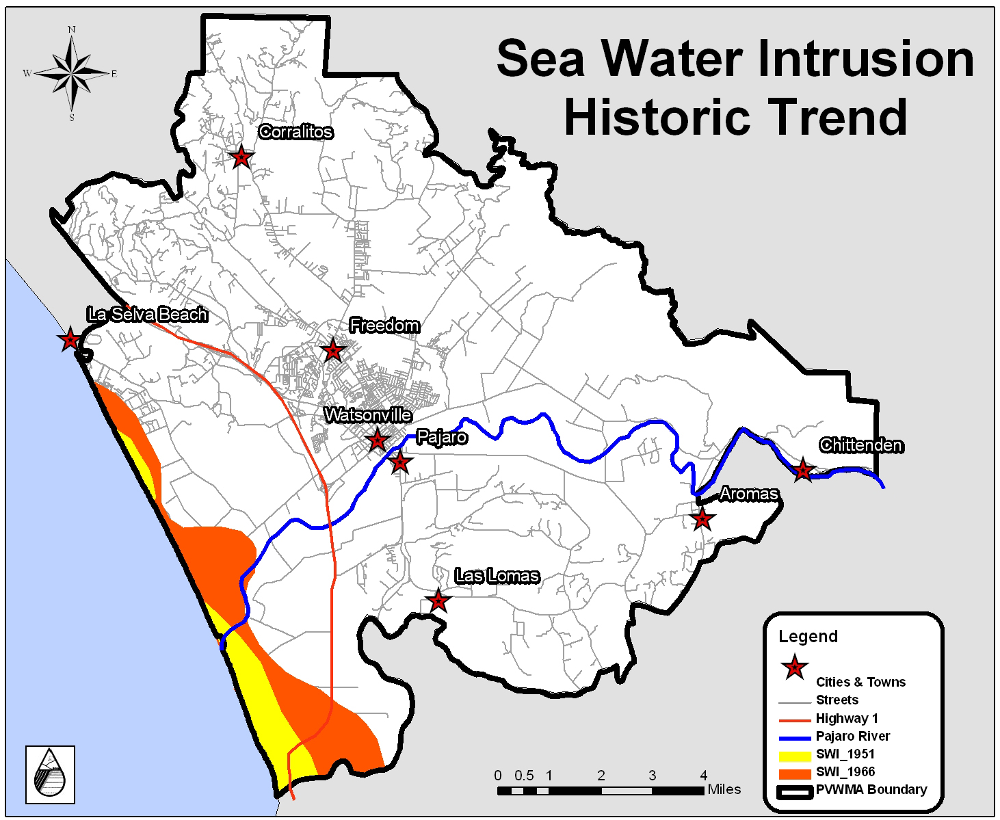 Sea Water Intrusion
Historic Trend
N
W
E
S
Corralitos
La Selva Beach
Freedom
Watsonville
Pajaro
Chittenden
Aromas
Las Lomas
Legend
Cities & Towns
Streets
Highway 1
Pajaro River
SWI_1951
SWI_1966
PVWMA Boundary
0 0.5 1 2 3 4
Miles